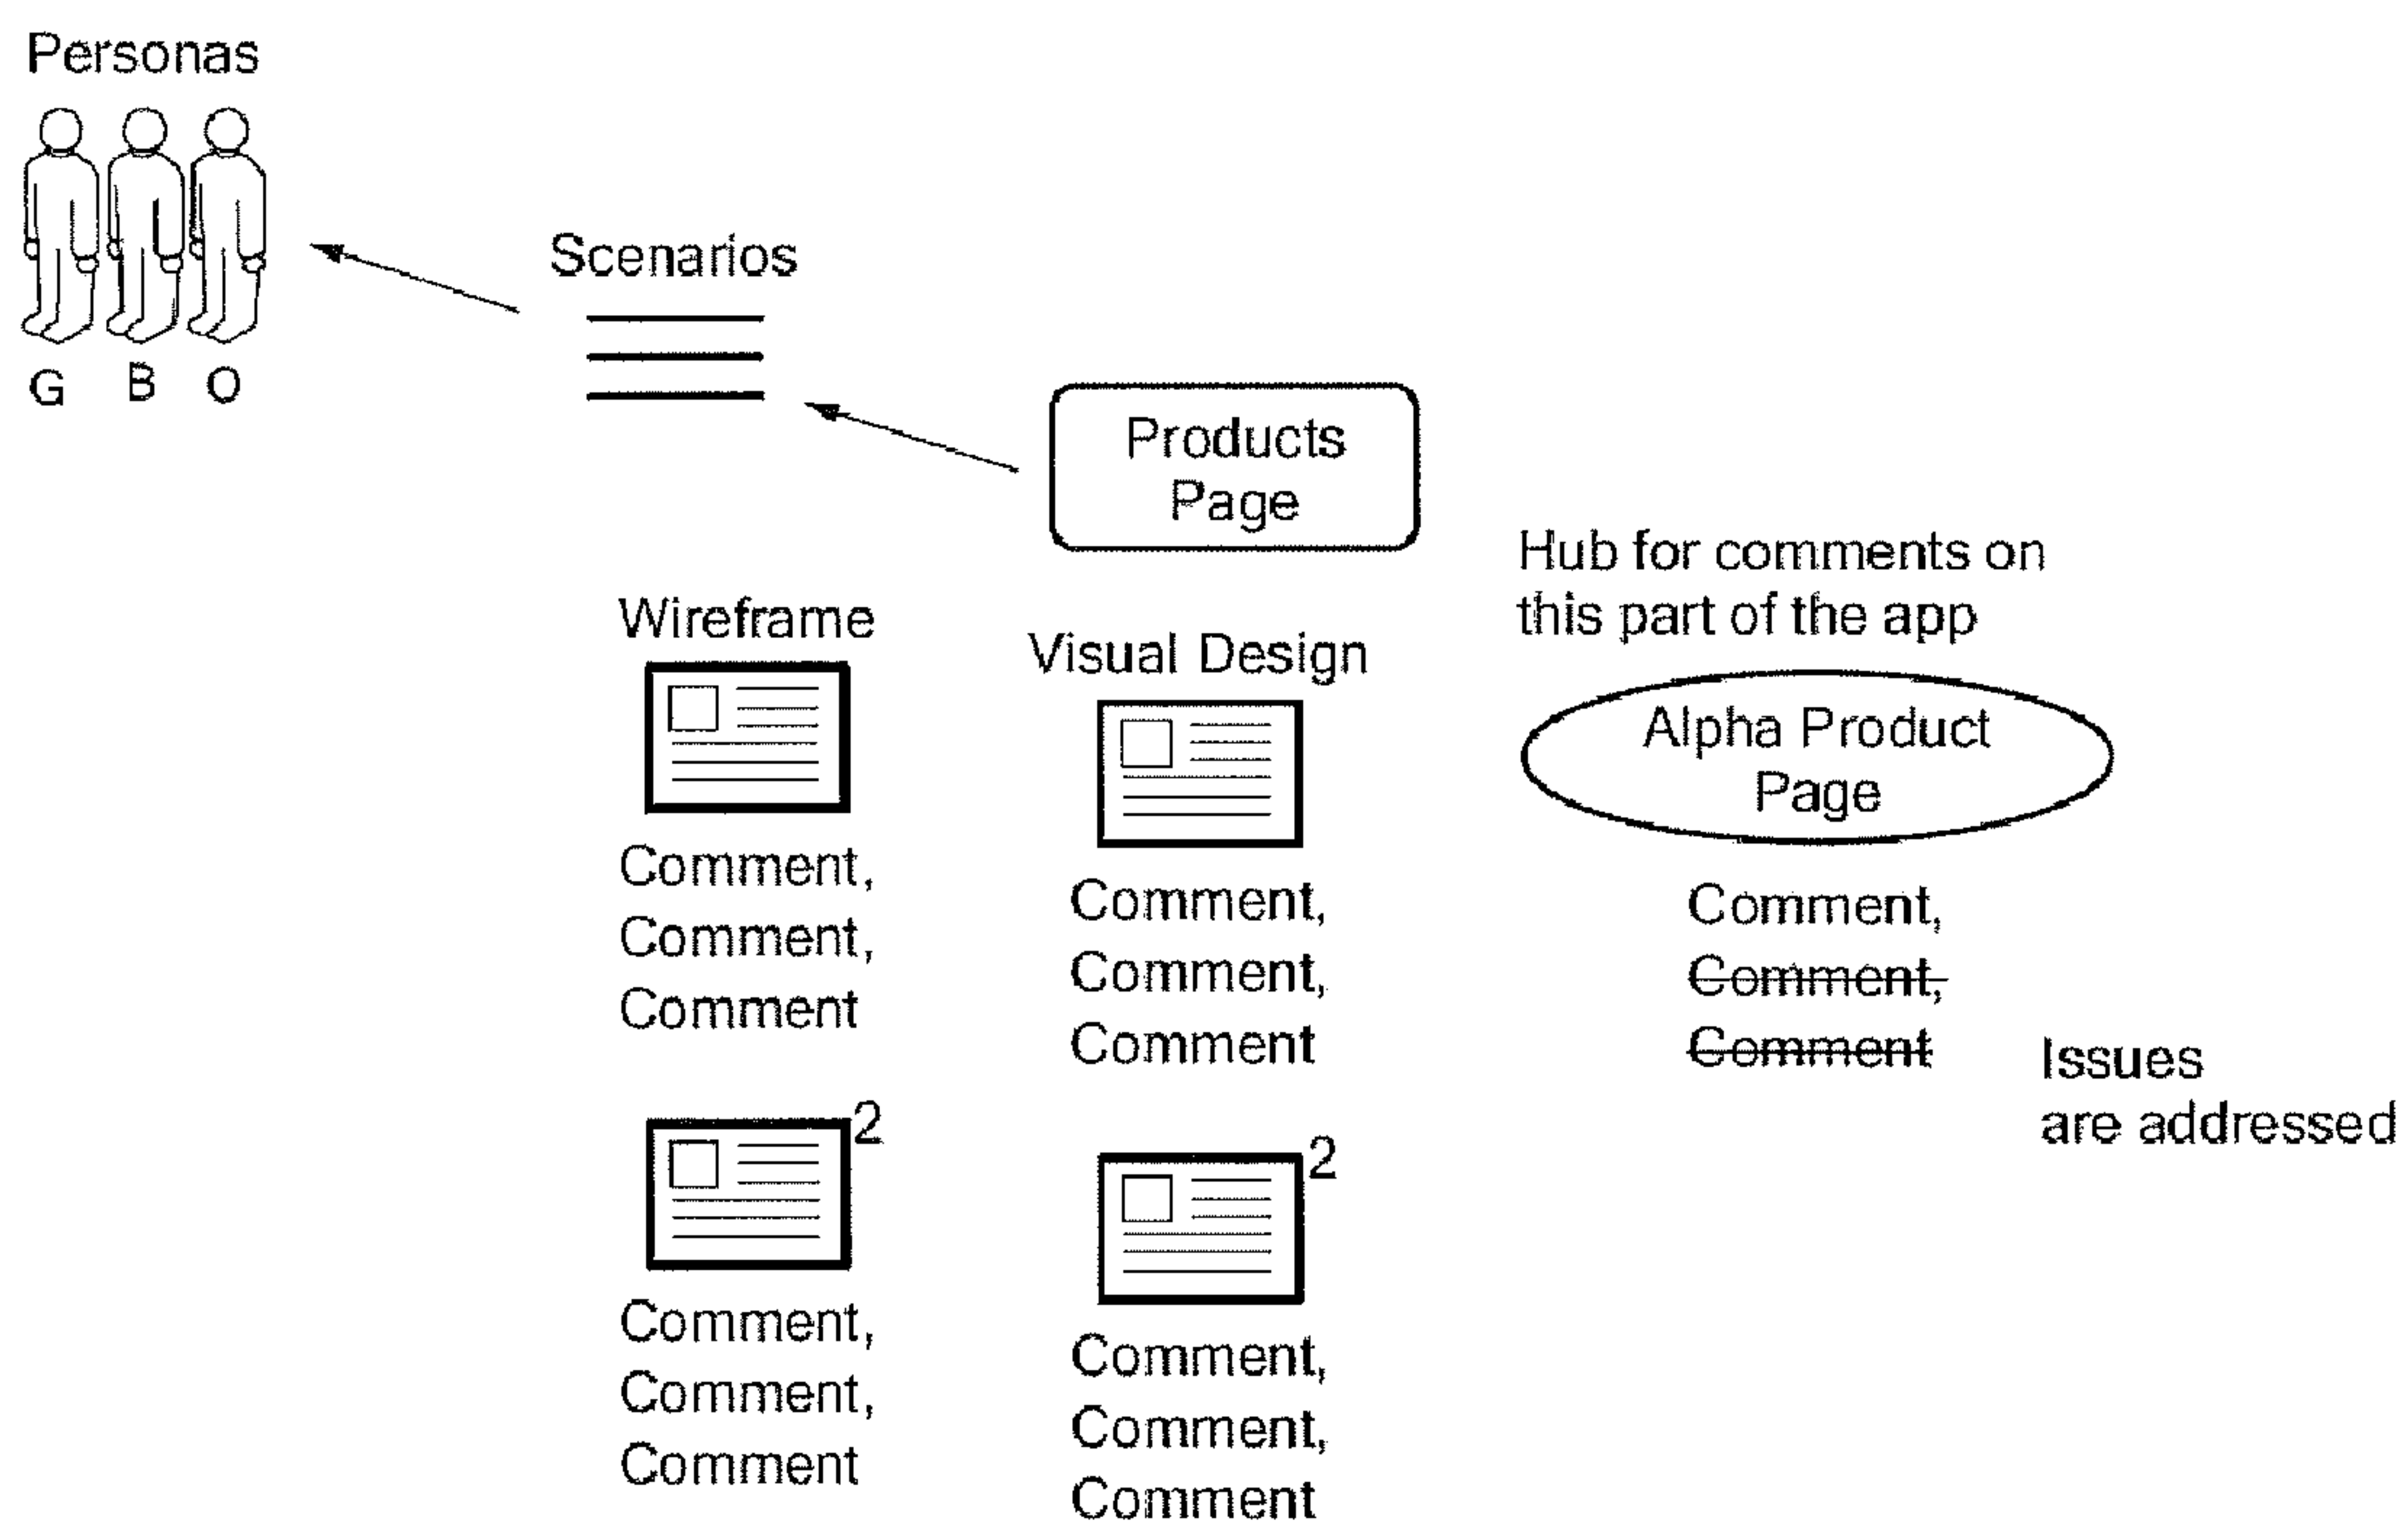 Personas
G B O
Scenarios
Products
Page
Wireframe
Comment,
Comment,
Comment
2
Comment,
Comment,
Comment
Visual Design
Comment,
Comment,
Comment
2
Comment,
Comment,
Comment
Hub for comments on
this part of the app
Alpha Product
Page
Comment,
Comment,
Comment
Issues
are addressed